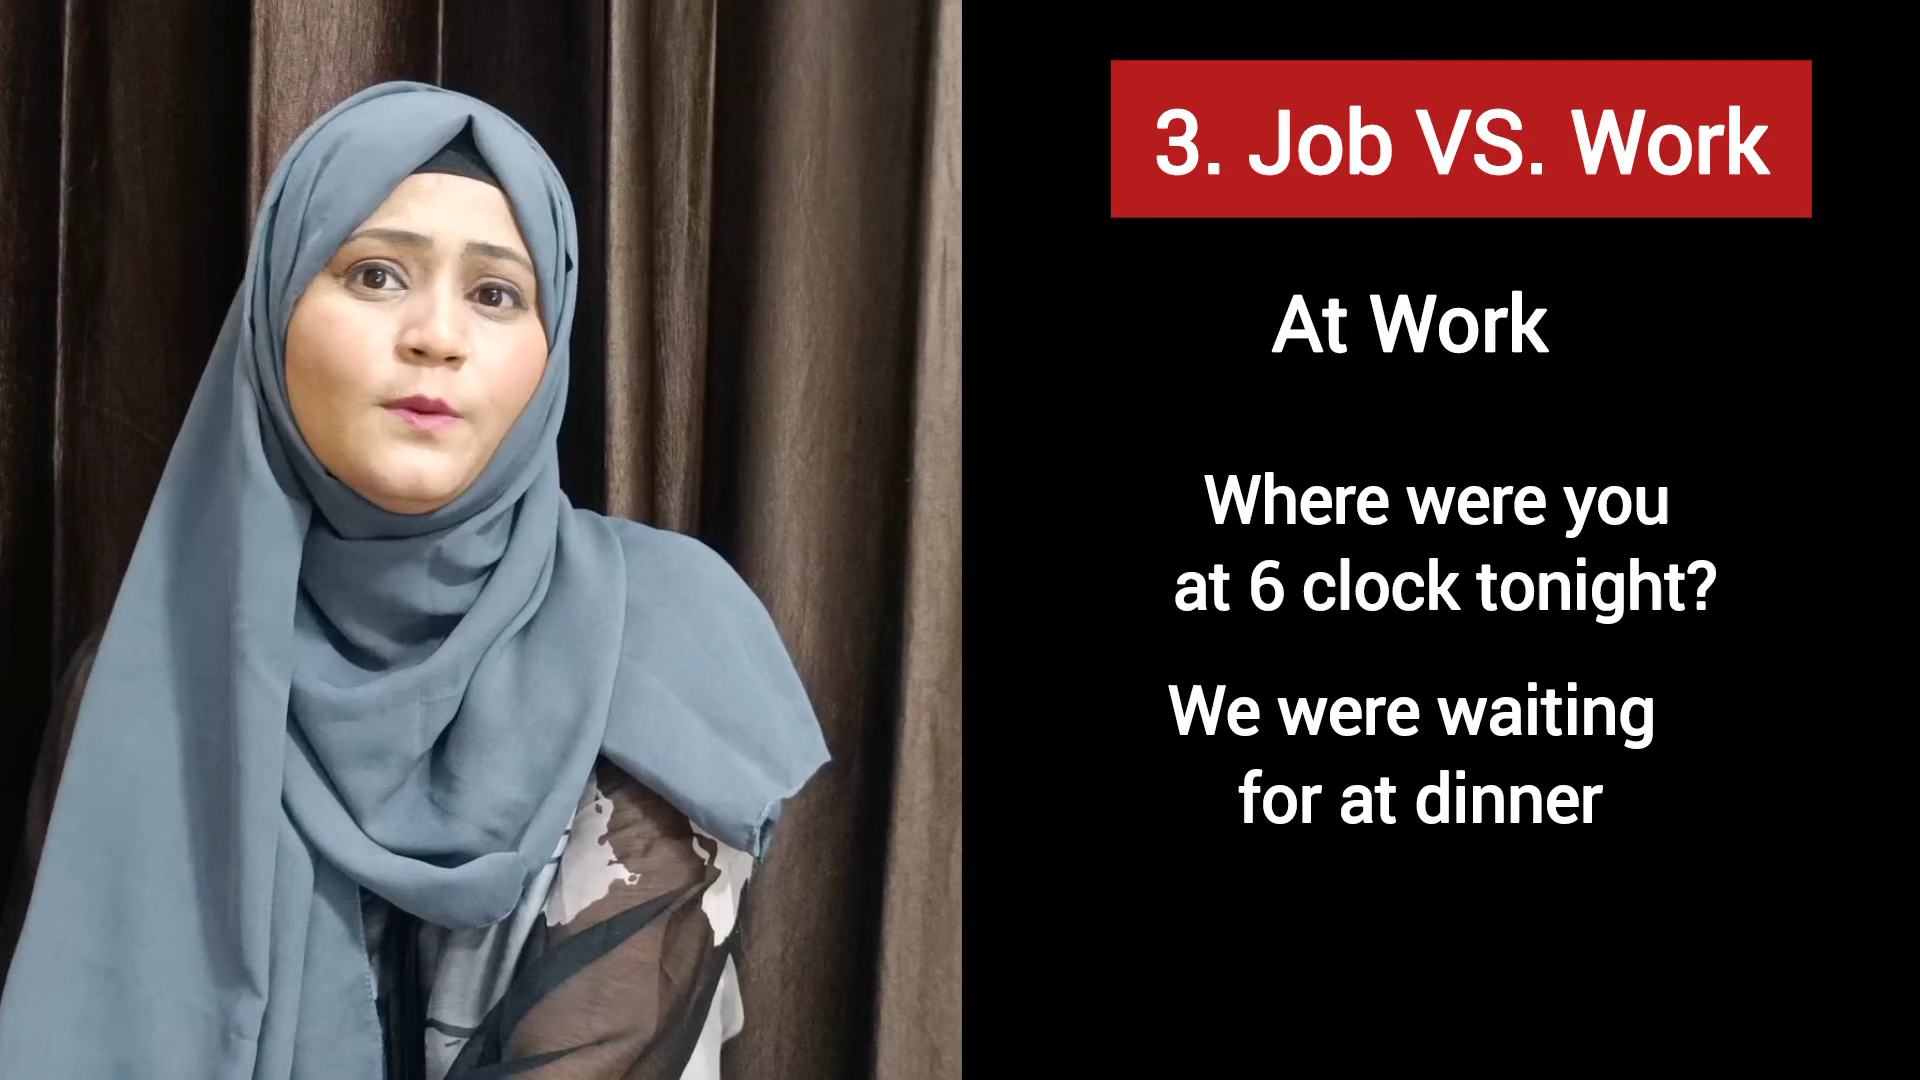 3. Job VS. Work
At Work
Where were you
at 6 clock tonight?
We were waiting
for at dinner